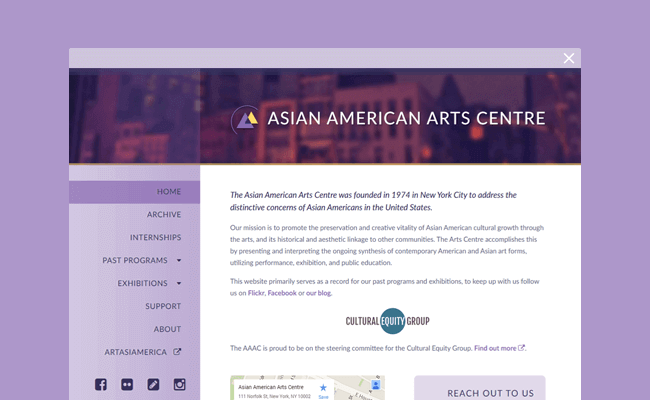 ASIAN AMERICAN ARTS CENTRE
HOME
ARCHIVE
INTERNSHIPS
PAST PROGRAMS
EXHIBITIONS
SUPPORT
ABOUT
ARTASIAMERICA
The Asian American Arts Centre was founded in 1974 in New York City to address the
distinctive concerns of Asian Americans in the United States.
Our mission is to promote the preservation and creative vitality of Asian American cultural growth through
the arts, and its historical and aesthetic linkage to other communities. The Arts Centre accomplishes this
by presenting and interpreting the ongoing synthesis of contemporary American and Asian art forms,
utilizing performance, exhibition, and public education.
This website primarily serves as a record for our past programs and exhibitions, to keep up with us follow
us on Flickr, Facebook or our blog.
CULTURAL EQUITY GROUP
The AAAC is proud to be on the steering committee for the Cultural Equity Group. Find out more.
Asian American Arts Centre
111 Norfolk St, New York, NY 10002
Save
E Hous
REACH OUT TO US